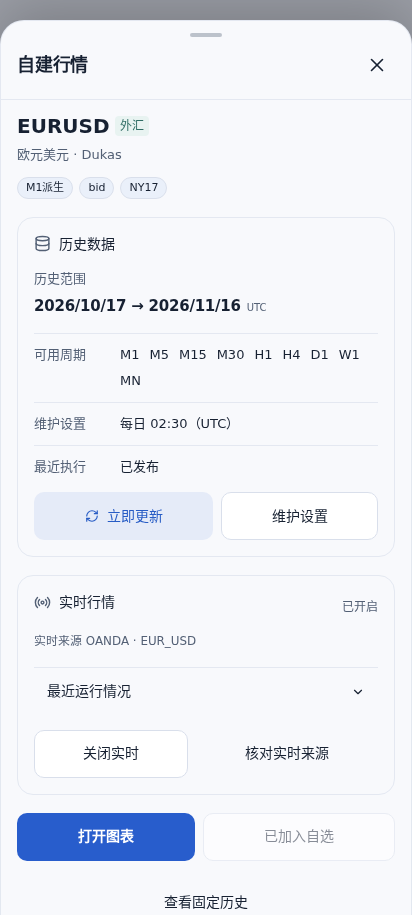 自建行情
EURUSD 外汇
欧元美元 · Dukas
M1派生 bid NY17
历史数据
历史范围
2026/10/17 → 2026/11/16 UTC
可用周期 M1 M5 M15 M30 H1 H4 D1 W1
MN
维护设置 每日 02:30（UTC）
最近执行 已发布
立即更新 维护设置
实时行情 已开启
实时来源 OANDA · EUR_USD
最近运行情况
关闭实时 核对实时来源
打开图表 已加入自选
查看固定历史